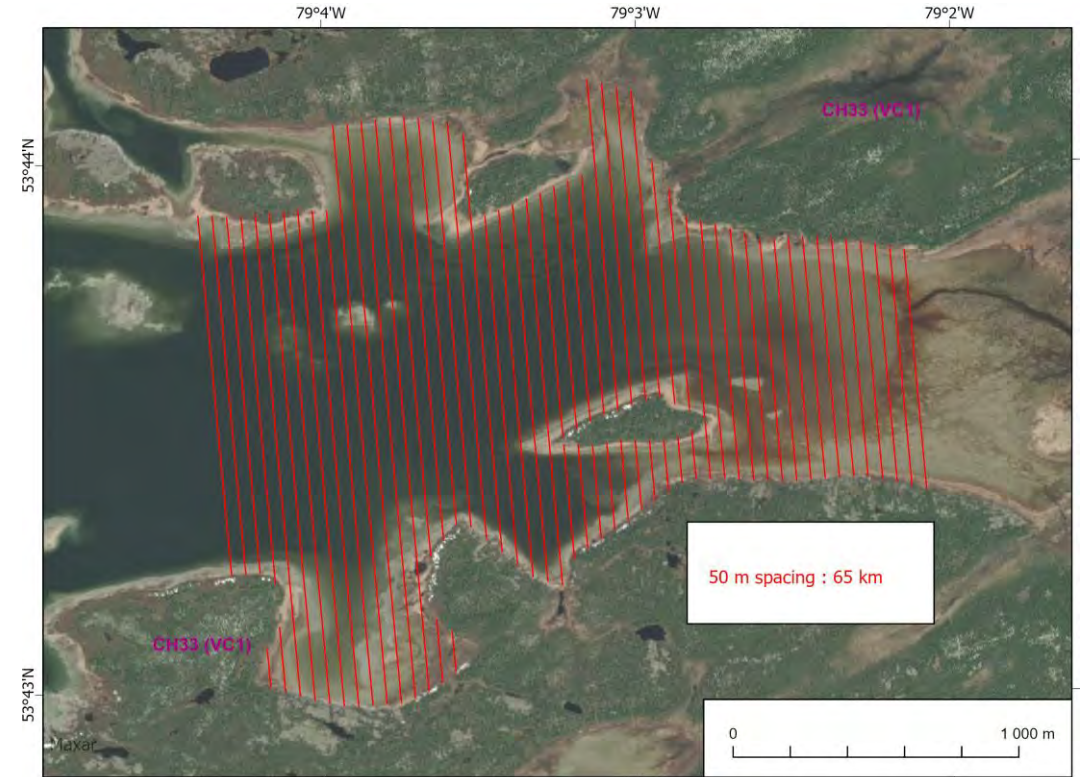 79°4'W 79°3'W 79°2'W
CH33 (VC1)
53°44'N
50 m spacing : 65 km
CH33 (VC1)
53°43'N
Maxar
0 1 000 m